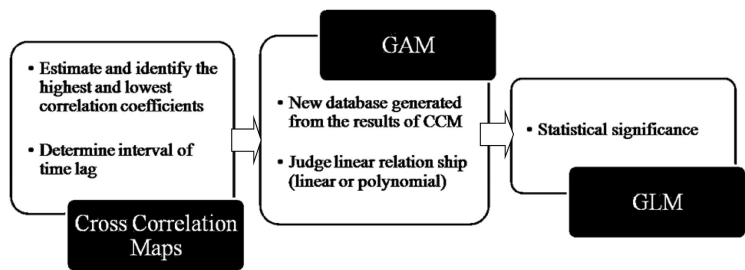 • Estimate and identify the
highest and lowest
correlation coefficients
• Determine interval of
time lag
Cross Correlation
Maps
GAM
• New database generated
from the results of CCM
• Judge linear relation ship
(linear or polynomial)
• Statistical significance
GLM